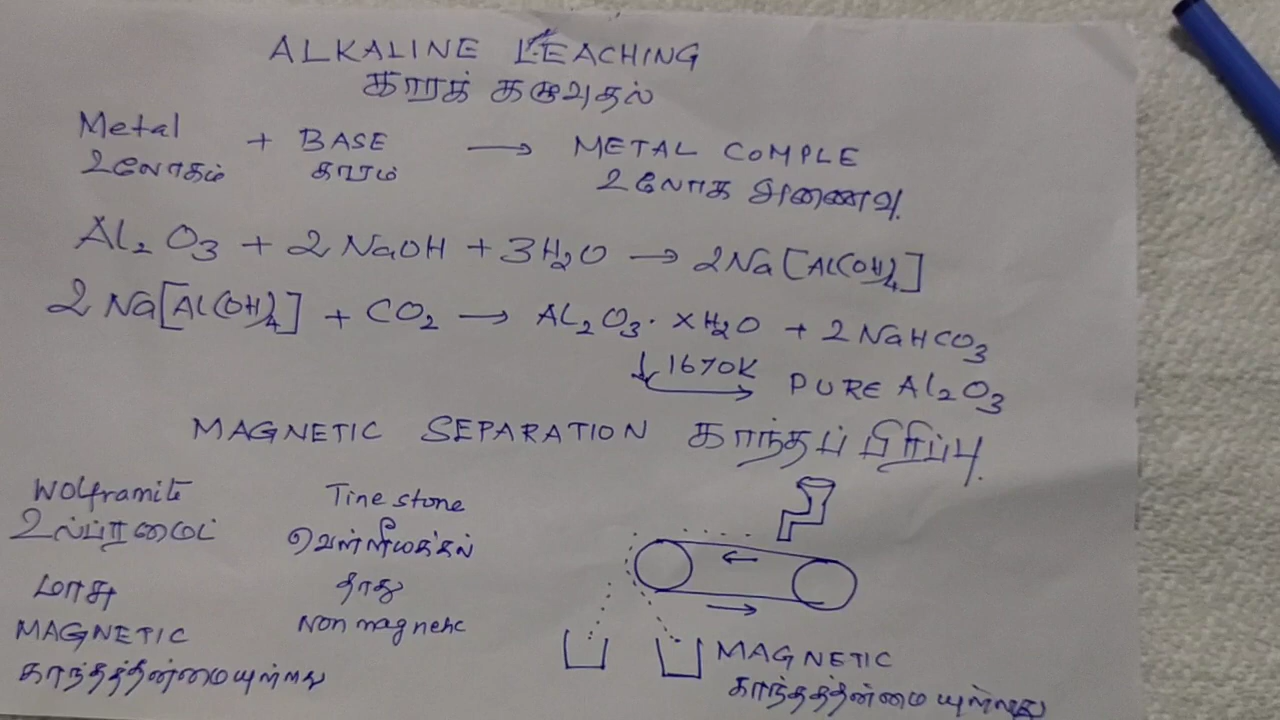 ALKALINE LEACHING
காரக் கழுவுதல்
Metal + BASE → METAL COMPLE
உலோகம் காரம் உலோக அணைவு.
Al₂O₃ + 2NaOH + 3H₂O → 2Na[Al(OH)₄]
2Na[Al(OH)₄] + CO₂ → Al₂O₃·xH₂O + 2NaHCO₃
↓ 1670K → PURE Al₂O₃
MAGNETIC SEPARATION காந்தப் பிரிப்பு.
Wolframite Tine stone
உல்ப்ரமைட் வெள்ளீயக்கல்
மாசு தாது
MAGNETIC Non magnetic
காந்தத்தன்மையுள்ளது
MAGNETIC
காந்தத்தன்மையுள்ளது